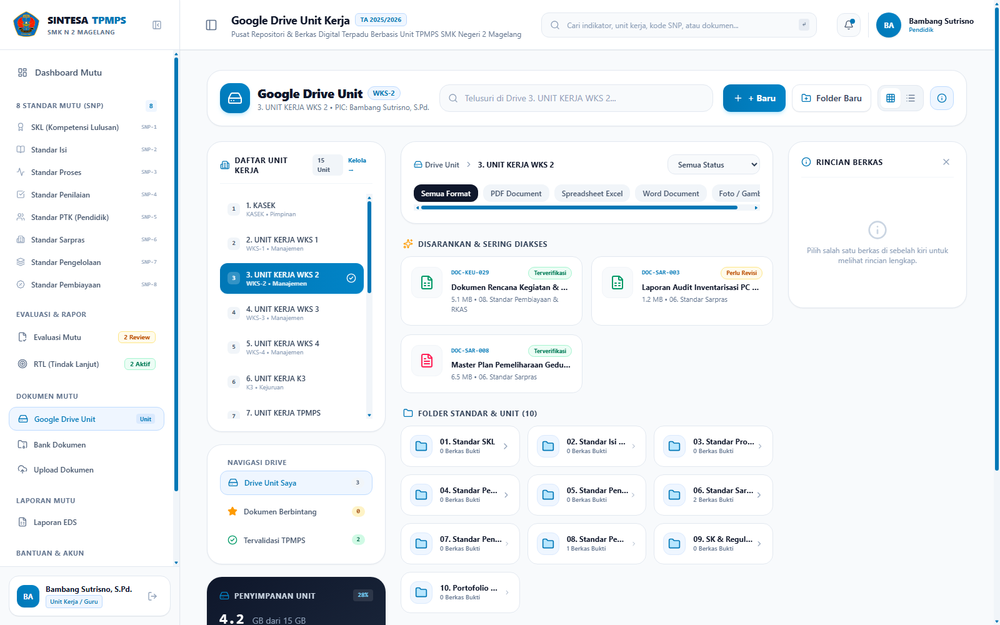 SINTESA TPMPS
SMK N 2 MAGELANG
Dashboard Mutu
8 STANDAR MUTU (SNP)
8
SKL (Kompetensi Lulusan)
SNP-1
Standar Isi
SNP-2
Standar Proses
SNP-3
Standar Penilaian
SNP-4
Standar PTK (Pendidik)
SNP-5
Standar Sarpras
SNP-6
Standar Pengelolaan
SNP-7
Standar Pembiayaan
SNP-8
EVALUASI & RAPOR
Evaluasi Mutu
2 Review
RTL (Tindak Lanjut)
2 Aktif
DOKUMEN MUTU
Google Drive Unit
Unit
Bank Dokumen
Upload Dokumen
LAPORAN MUTU
Laporan EDS
BANTUAN & AKUN
BA
Bambang Sutrisno, S.Pd.
Unit Kerja / Guru
Google Drive Unit Kerja
TA 2025/2026
Pusat Repositori & Berkas Digital Terpadu Berbasis Unit TPMPS SMK Negeri 2 Magelang
Cari indikator, unit kerja, kode SNP, atau dokumen...
BA
Bambang Sutrisno
Pendidik
Google Drive Unit
WKS-2
3. UNIT KERJA WKS 2 • PIC: Bambang Sutrisno, S.Pd.
Telusuri di Drive 3. UNIT KERJA WKS 2...
+ Baru
Folder Baru
DAFTAR UNIT
KERJA
15
Unit
Kelola
→
1
1. KASEK
KASEK • Pimpinan
2
2. UNIT KERJA WKS 1
WKS-1 • Manajemen
3
3. UNIT KERJA WKS 2
WKS-2 • Manajemen
4
4. UNIT KERJA WKS 3
WKS-3 • Manajemen
5
5. UNIT KERJA WKS 4
WKS-4 • Manajemen
6
6. UNIT KERJA K3
K3 • Kejuruan
7
7. UNIT KERJA TPMPS
NAVIGASI DRIVE
Drive Unit Saya
3
Dokumen Berbintang
0
Tervalidasi TPMPS
2
PENYIMPANAN UNIT
28%
4.2 GB dari 15 GB
Drive Unit
3. UNIT KERJA WKS 2
Semua Status
Semua Format
PDF Document
Spreadsheet Excel
Word Document
Foto / Gamb
DISARANKAN & SERING DIAKSES
DOC-KEU-029
Terverifikasi
Dokumen Rencana Kegiatan & ...
5.1 MB • 08. Standar Pembiayaan &
RKAS
DOC-SAR-003
Perlu Revisi
Laporan Audit Inventarisasi PC ...
1.2 MB • 06. Standar Sarpras
DOC-SAR-008
Terverifikasi
Master Plan Pemeliharaan Gedu...
6.5 MB • 06. Standar Sarpras
FOLDER STANDAR & UNIT (10)
01. Standar SKL
0 Berkas Bukti
02. Standar Isi ...
0 Berkas Bukti
03. Standar Pro...
0 Berkas Bukti
04. Standar Pe...
0 Berkas Bukti
05. Standar Pen...
0 Berkas Bukti
06. Standar Sar...
2 Berkas Bukti
07. Standar Pen...
0 Berkas Bukti
08. Standar Pe...
1 Berkas Bukti
09. SK & Regul...
0 Berkas Bukti
10. Portofolio ...
0 Berkas Bukti
RINCIAN BERKAS
Pilih salah satu berkas di sebelah kiri untuk
melihat rincian lengkap.